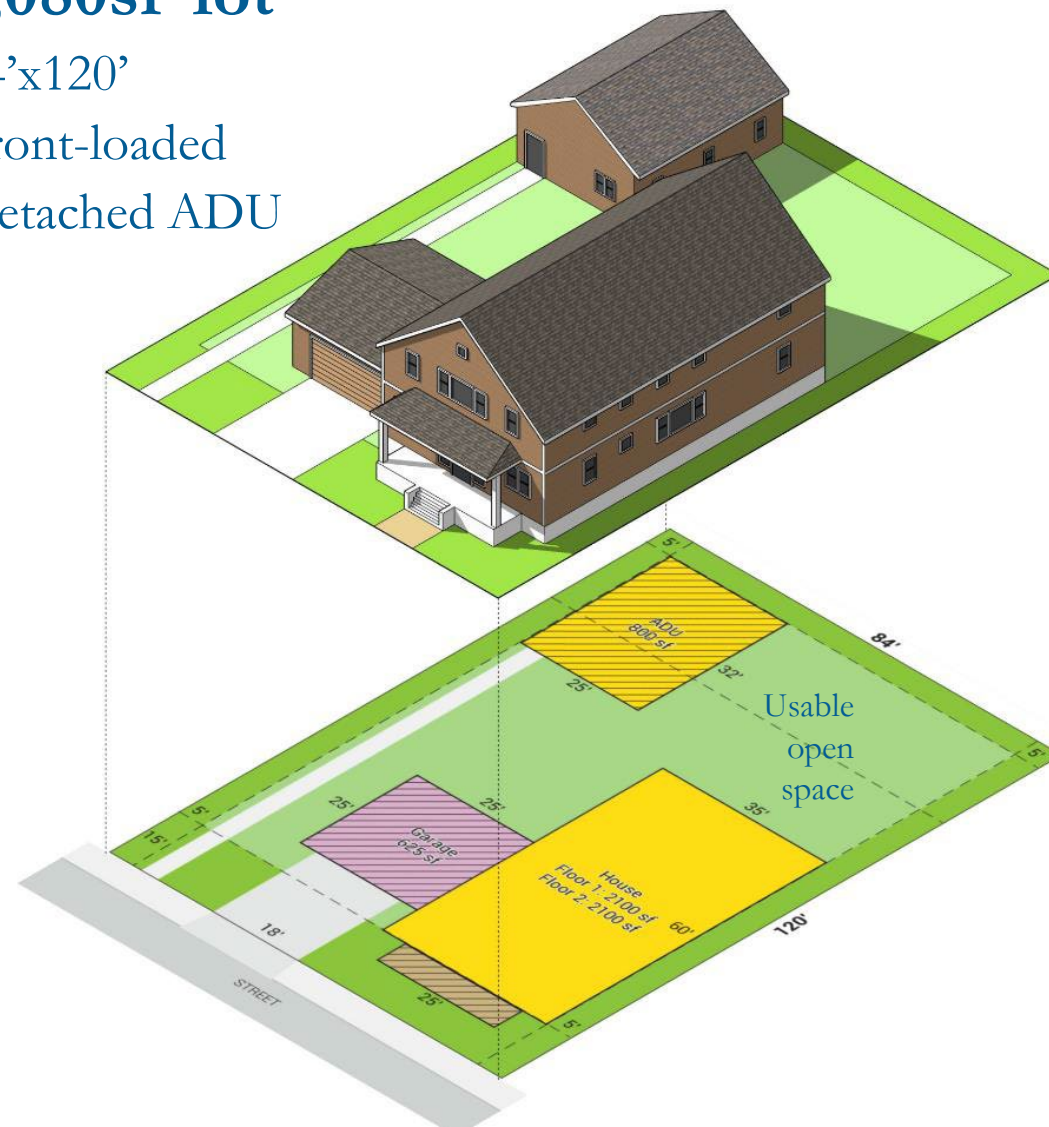 ,080sf lot
’x120’
ront-loaded
etached ADU
5'
ADU
800 sf
84'
32'
25'
Usable
open
space
5'
5'
15'
25'
25'
Garage
625 sf
35'
House
Floor 1: 2100 sf
Floor 2: 2100 sf
60'
120'
18'
STREET
25'
5'